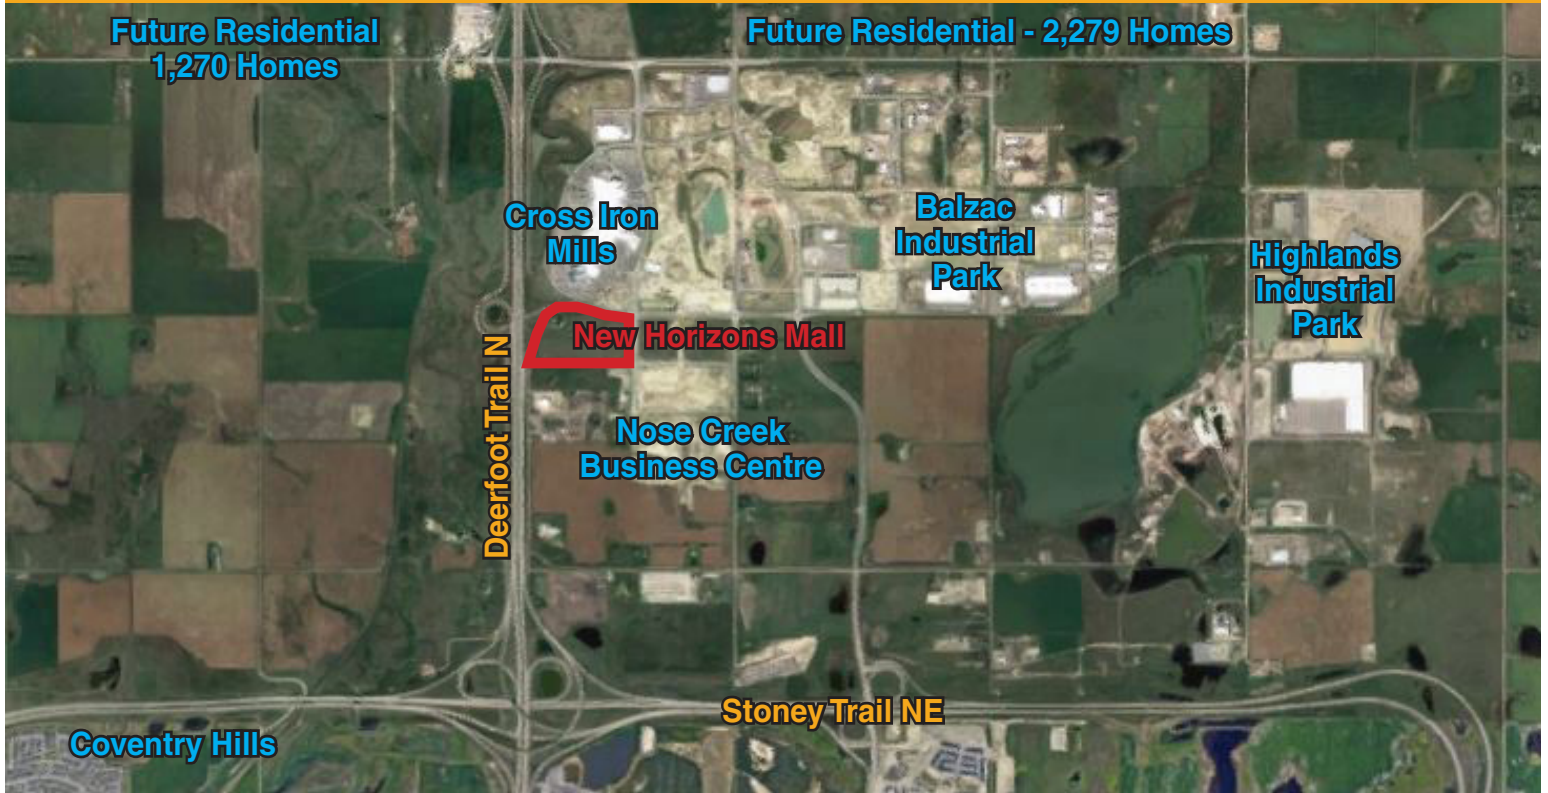 Future Residential
1,270 Homes
Future Residential - 2,279 Homes
Cross Iron
Mills
Balzac
Industrial
Park
Highlands
Industrial
Park
New Horizons Mall
Deerfoot Trail N
Nose Creek
Business Centre
Stoney Trail NE
Coventry Hills